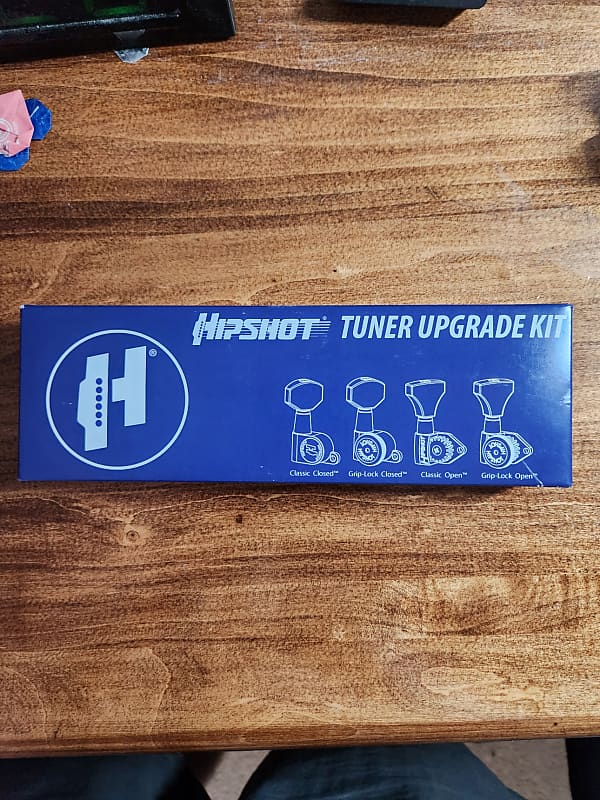 H®
HIPSHOT® TUNER UPGRADE KIT
Classic Closed™ Grip-Lock Closed™ Classic Open™ Grip-Lock Open™